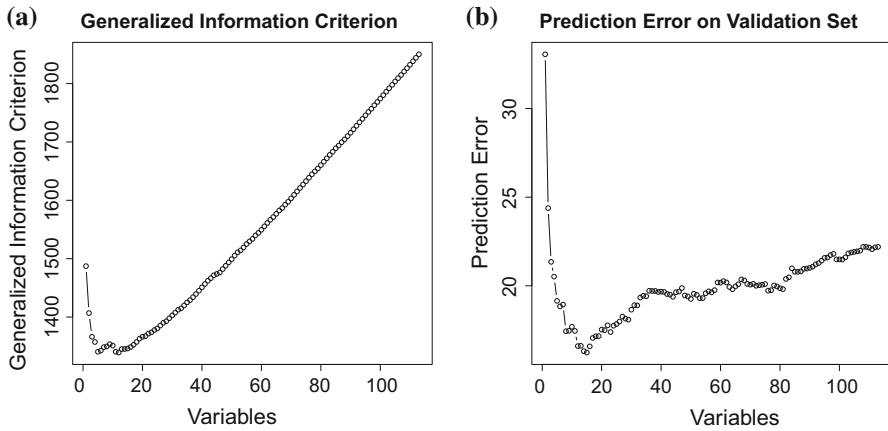 (a) Generalized Information Criterion
Generalized Information Criterion
1800
1700
1600
1500
1400
0 20 40 60 80 100
Variables
(b) Prediction Error on Validation Set
Prediction Error
30
25
20
0 20 40 60 80 100
Variables